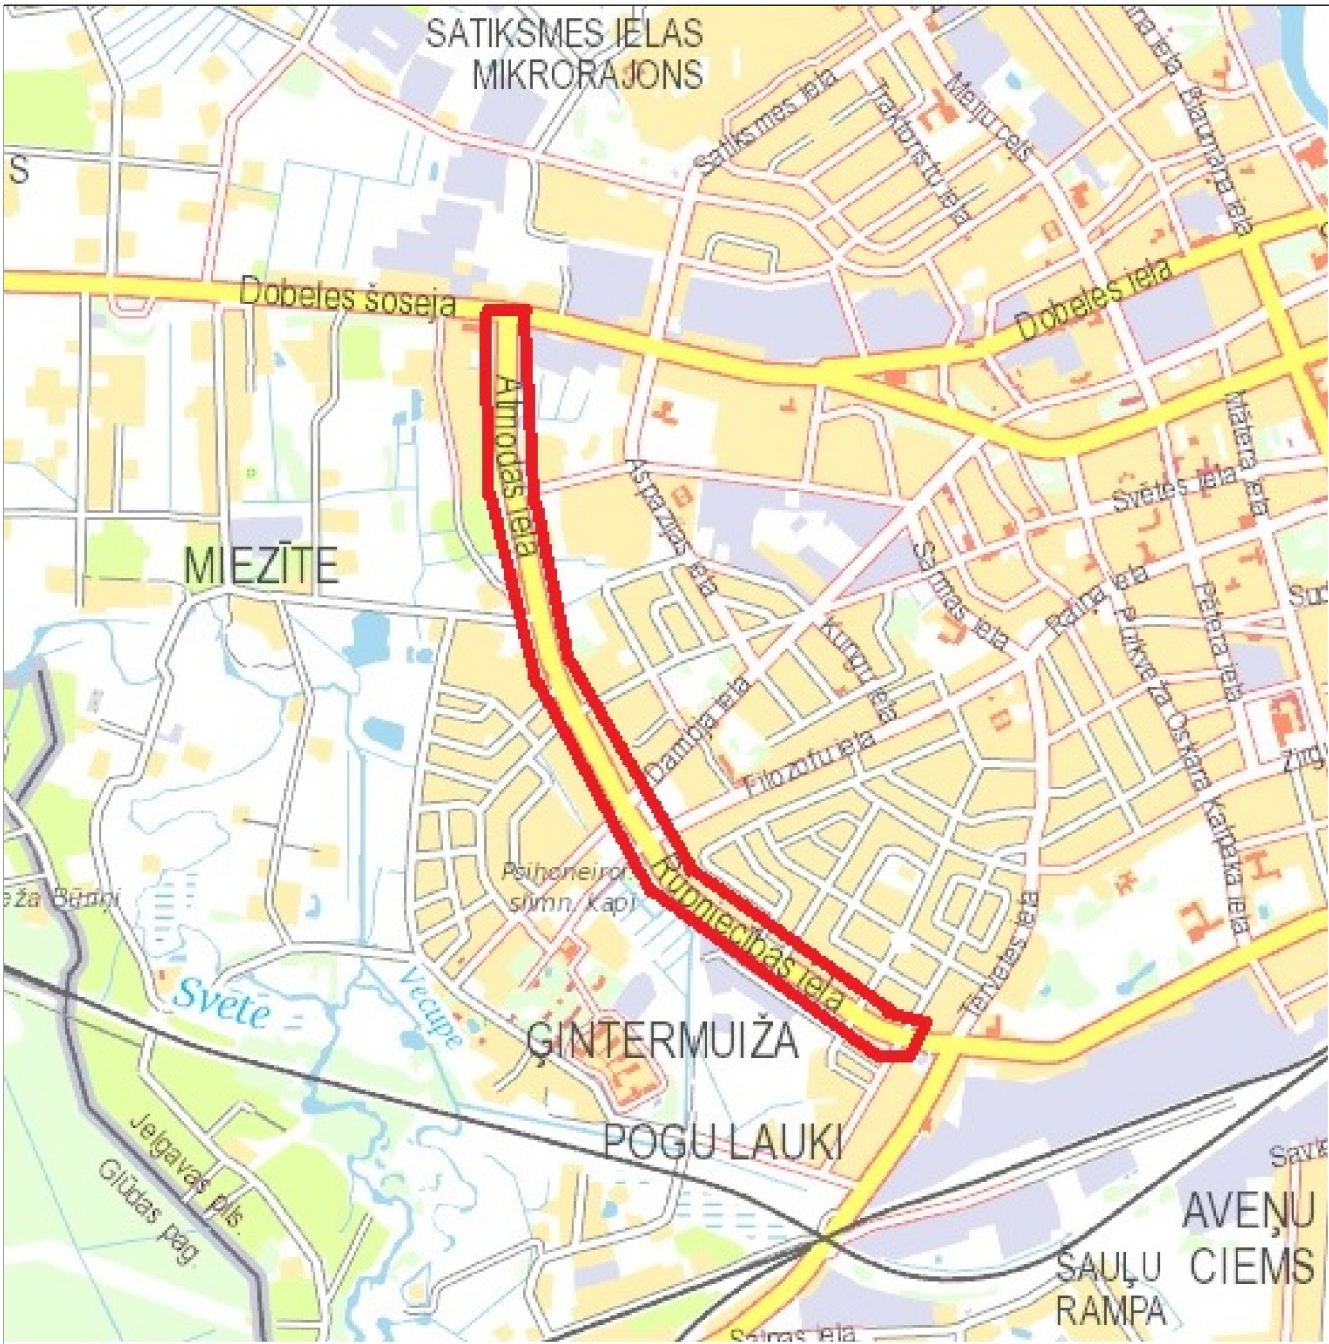 SATIKSMES IELAS
MIKRORAJONS
Satiksmes iela
Traktoristu iela
Meiju ceļš
S
Dobeles šoseja
Dobeles iela
Atmodas iela
Aspazijas iela
Svētes iela
Mātera iela
MIEZĪTE
Sarmas iela
Raiņa iela
Pulkveža Oskara Kalpaka iela
Pētera iela
Kungu iela
Dambja iela
Filozofu iela
Psihoneirol.
slimn. kapi
Rūpniecības iela
Tērvetes iela
Svēte
Vecupe
ĢINTERMUIŽA
POGU LAUKI
Jelgavas pils.
Glūdas pag.
AVEŅU
CIEMS
ŠAUĻU
RAMPA